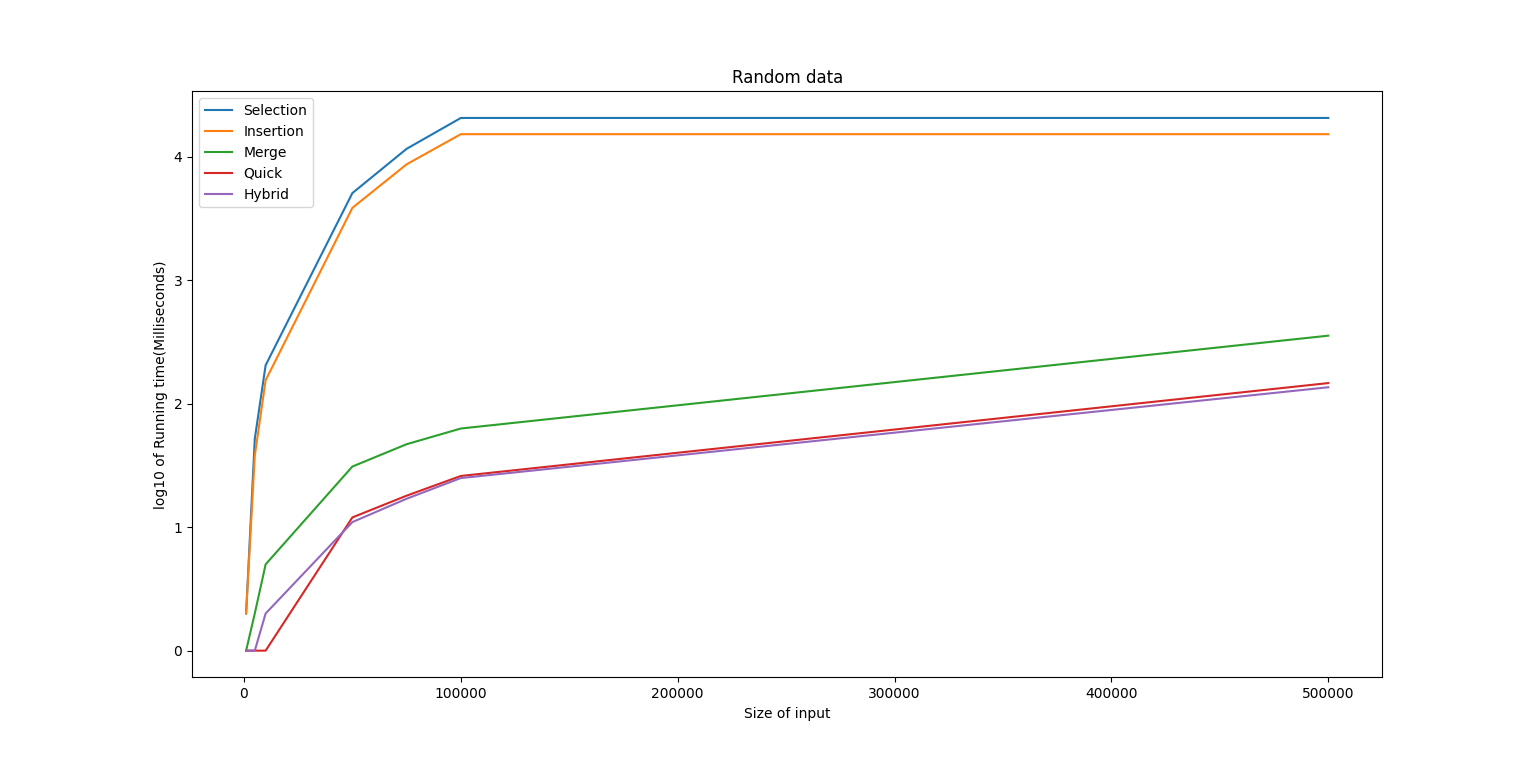 Random data
Selection
Insertion
Merge
Quick
Hybrid
log10 of Running time(Milliseconds)
4
3
2
1
0
0 100000 200000 300000 400000 500000
Size of input